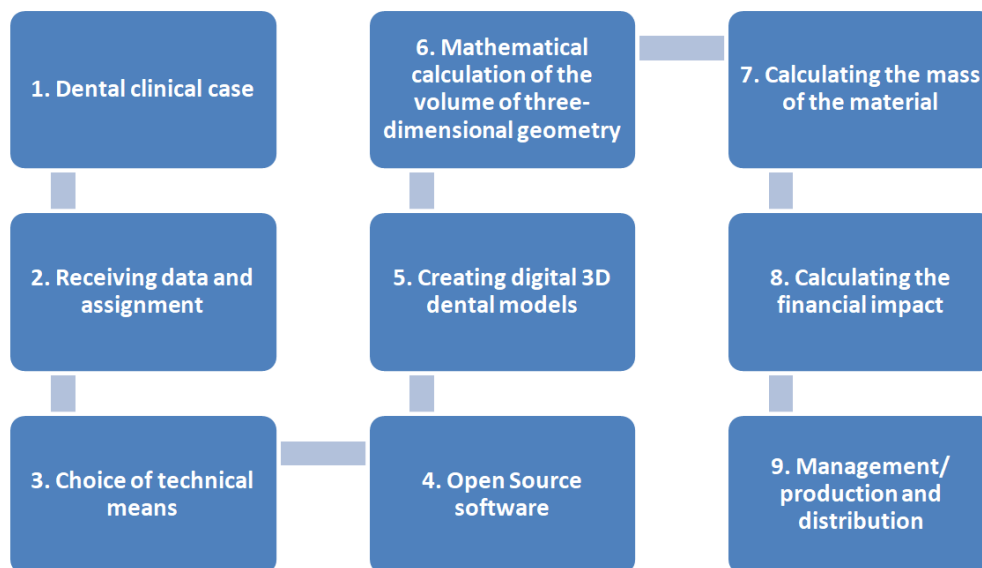 1. Dental clinical case
2. Receiving data and
assignment
3. Choice of technical
means
4. Open Source
software
5. Creating digital 3D
dental models
6. Mathematical
calculation of the
volume of three-
dimensional geometry
7. Calculating the mass
of the material
8. Calculating the
financial impact
9. Management/
production and
distribution